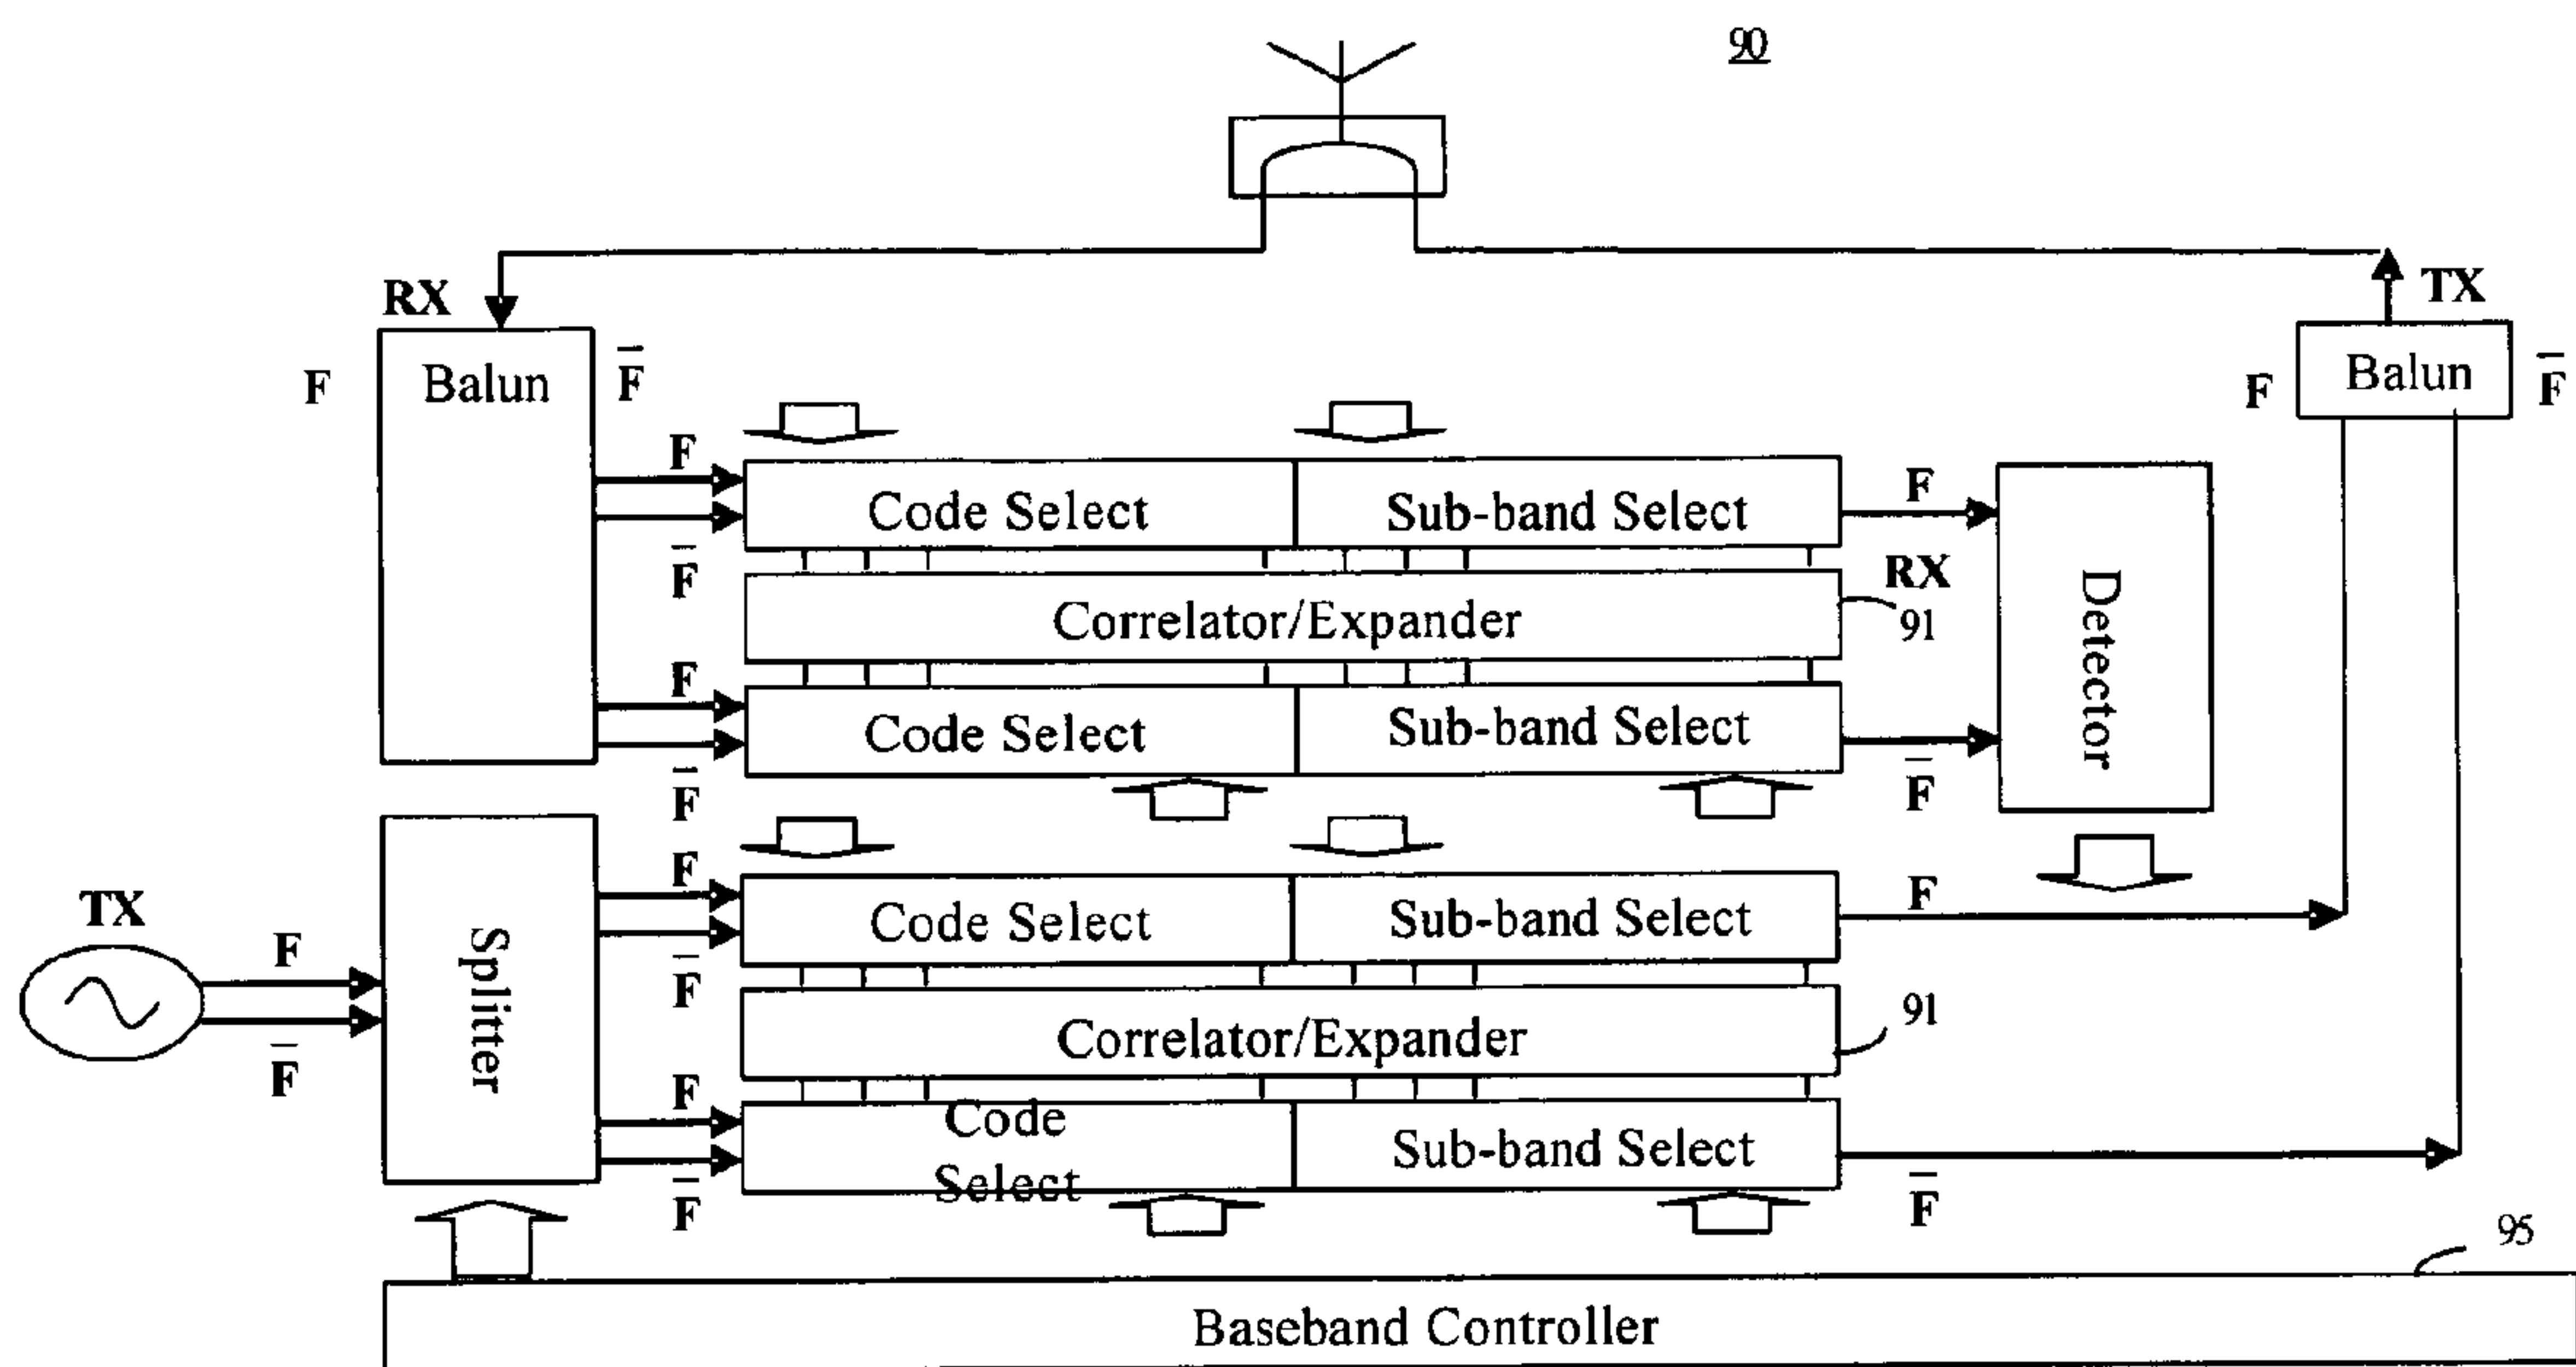 90
RX
TX
F
Balun
F̅
F
Balun
F̅
F
Code Select
Sub-band Select
F
F̅
RX
Correlator/Expander
91
Detector
F
Code Select
Sub-band Select
F̅
F̅
F
TX
F
Splitter
Code Select
Sub-band Select
F
F̅
Correlator/Expander
91
F̅
F
Code
Select
Sub-band Select
F̅
F̅
95
Baseband Controller